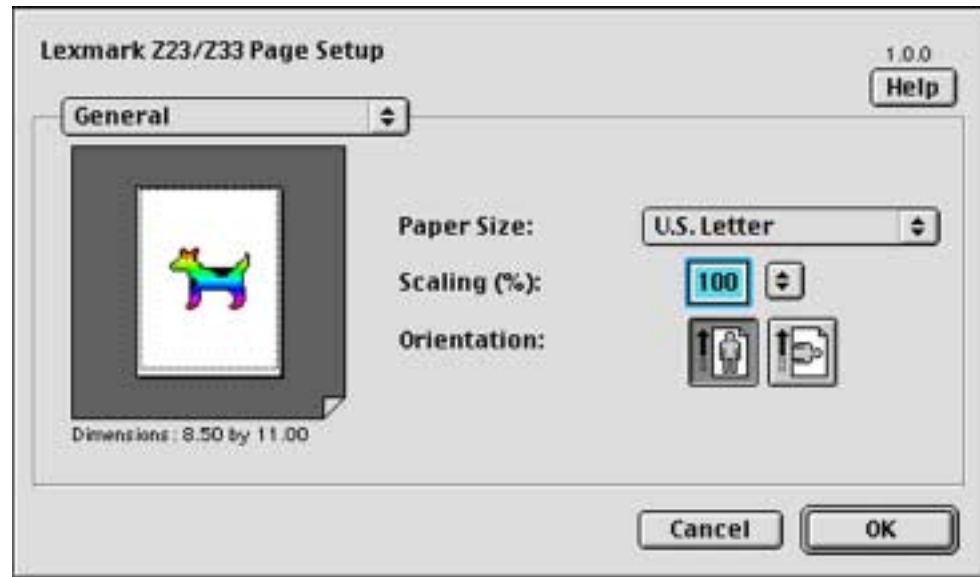 Lexmark Z23/Z33 Page Setup
1.0.0
Help
General
Paper Size:
U.S. Letter
Scaling (%):
100
Orientation:
Dimensions: 8.50 by 11.00
Cancel
OK